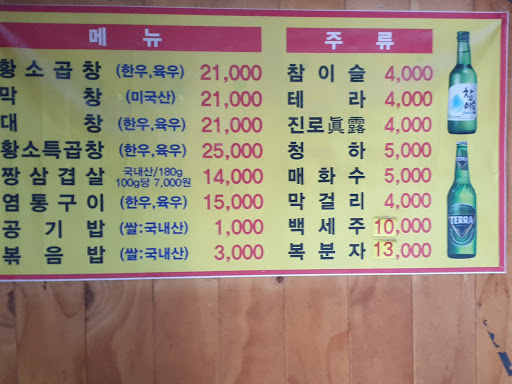 메 뉴
황소곱창 (한우,육우) 21,000
막 창 (미국산) 21,000
대 창 (한우,육우) 21,000
황소특곱창 (한우,육우) 25,000
짱삼겹살 국내산/180g 100g당 7,000원 14,000
염통구이 (한우,육우) 15,000
공기밥 (쌀:국내산) 1,000
볶음밥 (쌀:국내산) 3,000
주 류
참이슬 4,000
테 라 4,000
진로眞露 4,000
청 하 5,000
매화수 5,000
막걸리 4,000
백세주 10,000
복분자 13,000
참이슬
TERRA